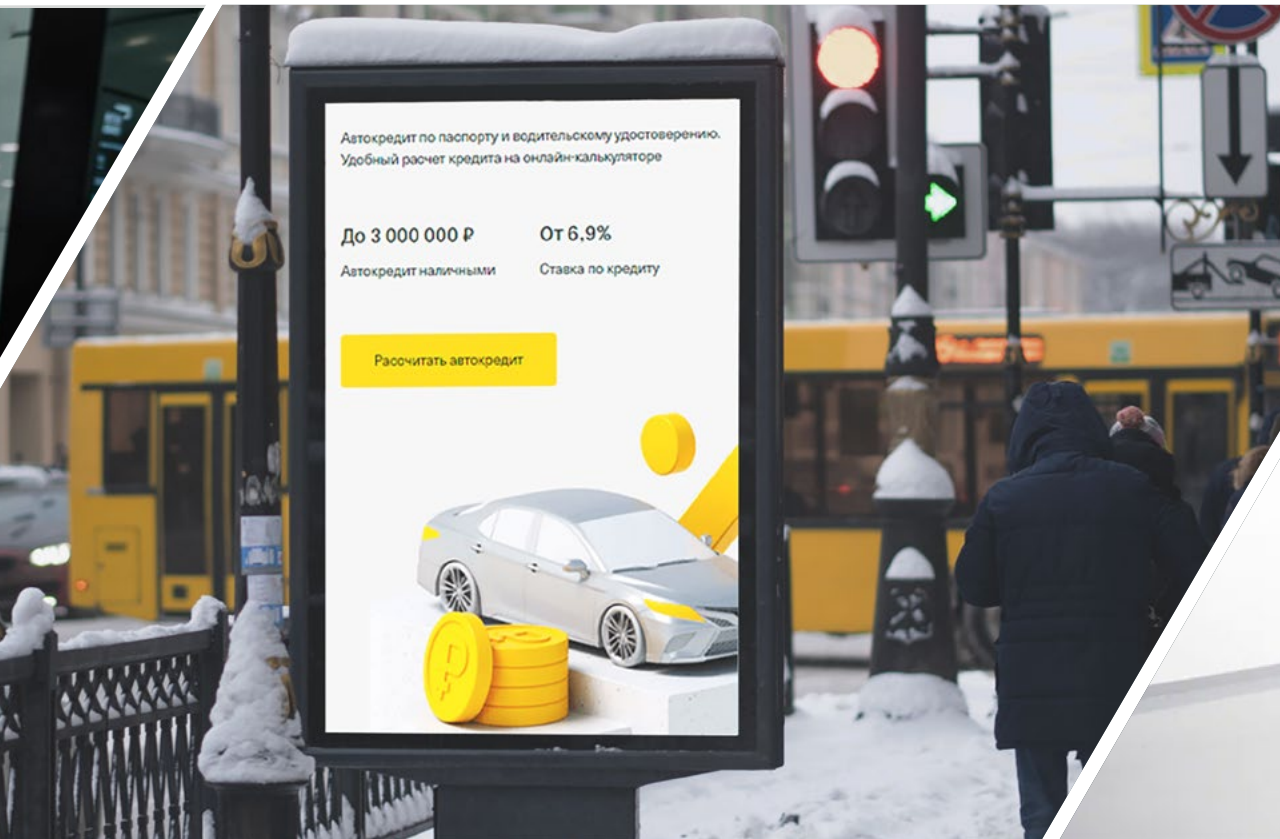 Автокредит по паспорту и водительскому удостоверению.
Удобный расчет кредита на онлайн-калькуляторе
До 3 000 000 ₽
От 6,9%
Автокредит наличными
Ставка по кредиту
Рассчитать автокредит